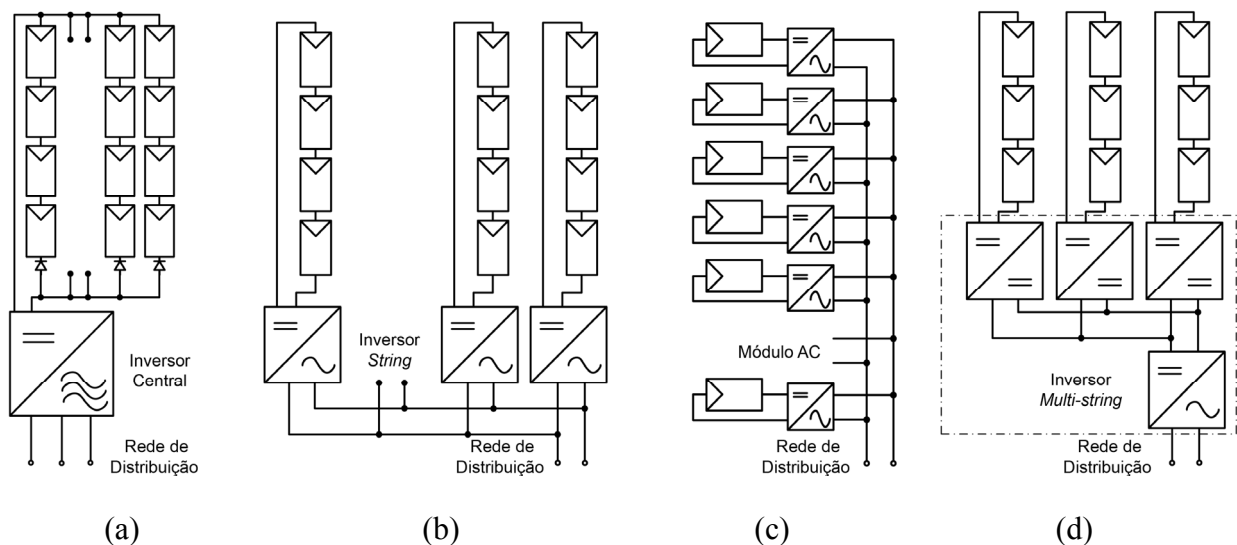 Inversor
Central
Rede de
Distribuição
(a)
Inversor
String
Rede de
Distribuição
(b)
Módulo AC
Rede de
Distribuição
(c)
Inversor
Multi-string
Rede de
Distribuição
(d)